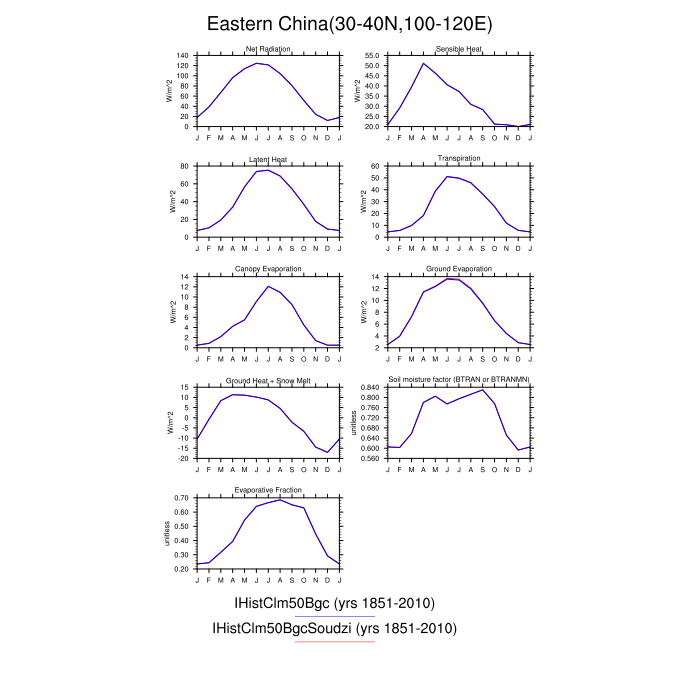 Eastern China(30-40N,100-120E)
Net Radiation
W/m^2
140
120
100
80
60
40
20
0
J F M A M J J A S O N D J
Sensible Heat
W/m^2
55.0
50.0
45.0
40.0
35.0
30.0
25.0
20.0
J F M A M J J A S O N D J
Latent Heat
W/m^2
80
60
40
20
0
J F M A M J J A S O N D J
Transpiration
W/m^2
60
50
40
30
20
10
0
J F M A M J J A S O N D J
Canopy Evaporation
W/m^2
14
12
10
8
6
4
2
0
J F M A M J J A S O N D J
Ground Evaporation
W/m^2
14
12
10
8
6
4
2
J F M A M J J A S O N D J
Ground Heat + Snow Melt
W/m^2
15
10
5
0
-5
-10
-15
-20
J F M A M J J A S O N D J
Soil moisture factor (BTRAN or BTRANMN)
unitless
0.840
0.800
0.760
0.720
0.680
0.640
0.600
0.560
J F M A M J J A S O N D J
Evaporative Fraction
unitless
0.70
0.60
0.50
0.40
0.30
0.20
J F M A M J J A S O N D J
IHistClm50Bgc (yrs 1851-2010)
IHistClm50BgcSoudzi (yrs 1851-2010)